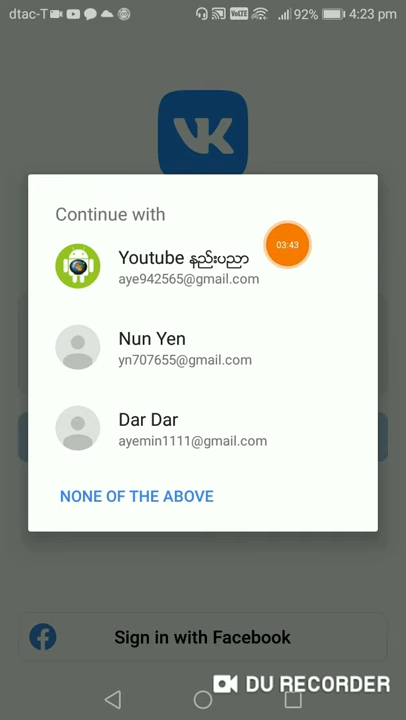 dtac-T
VoLTE
92%
4:23 pm
Continue with
Youtube နည်းပညာ
aye942565@gmail.com
03:43
Nun Yen
yn707655@gmail.com
Dar Dar
ayemin1111@gmail.com
NONE OF THE ABOVE
Sign in with Facebook
DU RECORDER